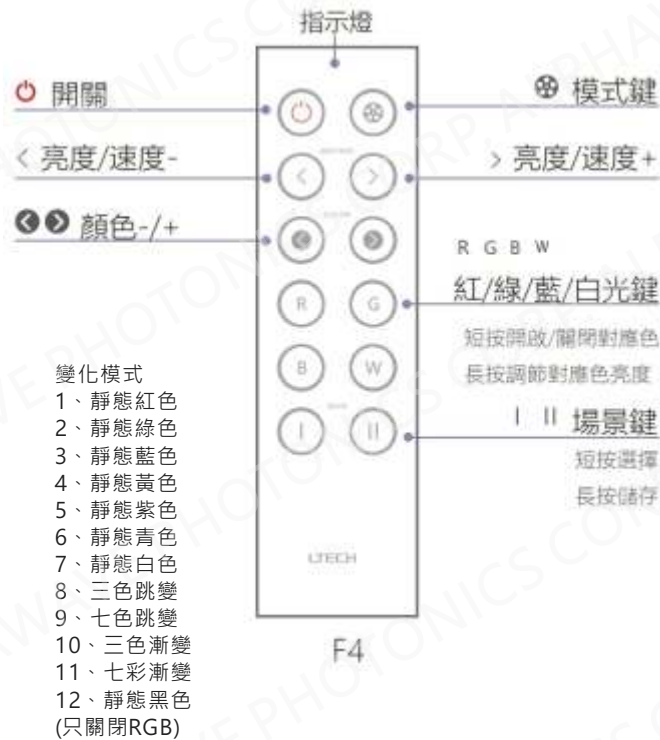 指示燈
開關
模式鍵
< 亮度/速度-
> 亮度/速度+
顏色-/+
R G B W
紅/綠/藍/白光鍵
短按開啟/關閉對應色
長按調節對應色亮度
I II 場景鍵
短按選擇
長按儲存
< >
R G
B W
I II
LTECH
F4
變化模式
1、靜態紅色
2、靜態綠色
3、靜態藍色
4、靜態黃色
5、靜態紫色
6、靜態青色
7、靜態白色
8、三色跳變
9、七色跳變
10、三色漸變
11、七彩漸變
12、靜態黑色
(只關閉RGB)